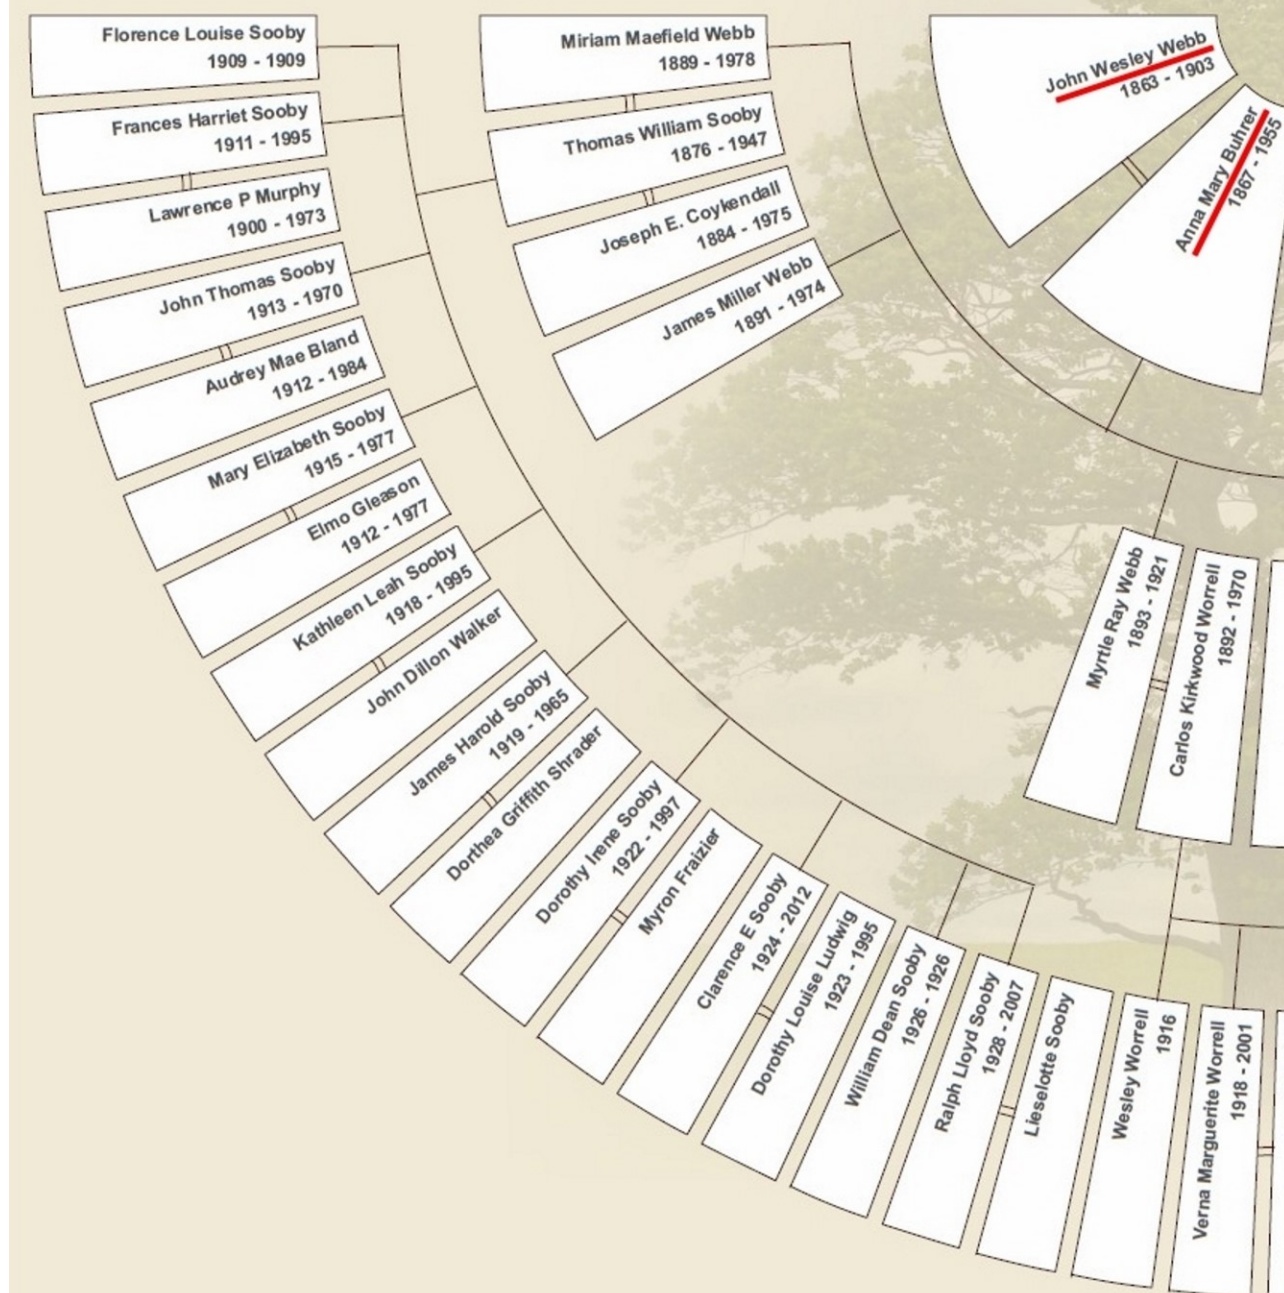 Florence Louise Sooby
1909 - 1909
Frances Harriet Sooby
1911 - 1995
Lawrence P Murphy
1900 - 1973
John Thomas Sooby
1913 - 1970
Audrey Mae Bland
1912 - 1984
Mary Elizabeth Sooby
1915 - 1977
Elmo Gleason
1912 - 1977
Kathleen Leah Sooby
1918 - 1995
John Dillon Walker
James Harold Sooby
1919 - 1965
Dorthea Griffith Shrader
Dorothy Irene Sooby
1922 - 1997
Myron Fraizier
Clarence E Sooby
1924 - 2012
Dorothy Louise Ludwig
1923 - 1995
William Dean Sooby
1926 - 1926
Ralph Lloyd Sooby
1928 - 2007
Lieselotte Sooby
Wesley Worrell
1916
Verna Marguerite Worrell
1918 - 2001
Miriam Maefield Webb
1889 - 1978
Thomas William Sooby
1876 - 1947
Joseph E. Coykendall
1884 - 1975
James Miller Webb
1891 - 1974
Myrtle Ray Webb
1893 - 1921
Carlos Kirkwood Worrell
1892 - 1970
John Wesley Webb
1863 - 1903
Anna Mary Buhrer
1867 - 1955